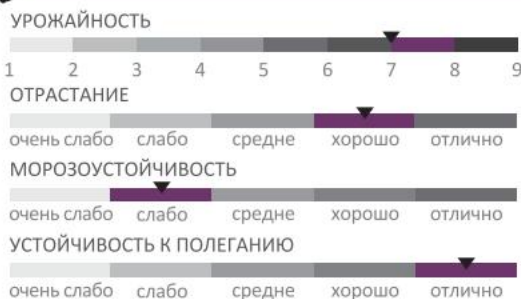 УРОЖАЙНОСТЬ
1 2 3 4 5 6 7 8 9
ОТРАСТАНИЕ
очень слабо слабо средне хорошо отлично
МОРОЗОУСТОЙЧИВОСТЬ
очень слабо слабо средне хорошо отлично
УСТОЙЧИВОСТЬ К ПОЛЕГАНИЮ
очень слабо слабо средне хорошо отлично